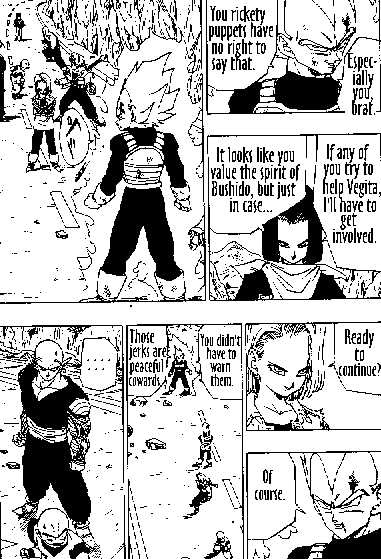 You rickety
puppets have
no right to
say that.
Espec-
ially
you,
brat.
If any of
you try to
help Vegita,
I'll have to
get
involved.
It looks like you
value the spirit of
Bushido, but just
in case...
......
You didn't
have to
warn
them.
Those
jerks are
peaceful
cowards.
Ready
to
continue?
Of
course.